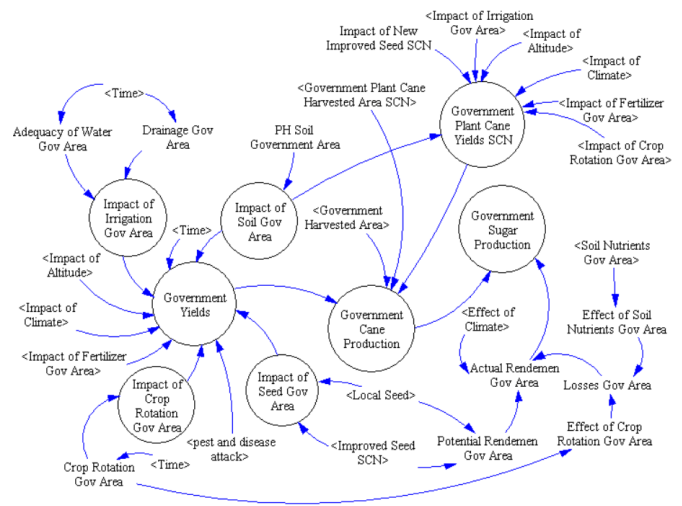 Impact of New
Improved Seed SCN
<Impact of Irrigation
Gov Area>
<Impact of
Altitude>
<Impact of
Climate>
<Impact of Fertilizer
Gov Area>
<Impact of Crop
Rotation Gov Area>
<Government Plant Cane
Harvested Area SCN>
Government
Plant Cane
Yields SCN
<Time>
Adequacy of Water
Gov Area
Drainage Gov
Area
PH Soil
Government Area
Impact of
Irrigation
Gov Area
Impact of
Soil Gov
Area
<Government
Harvested Area>
Government
Sugar
Production
<Time>
<Impact of
Altitude>
<Soil Nutrients
Gov Area>
Government
Yields
<Impact of
Climate>
Government
Cane
Production
<Effect of
Climate>
Effect of Soil
Nutrients Gov Area
<Impact of Fertilizer
Gov Area>
Impact of
Crop
Rotation
Gov Area
Impact of
Seed Gov
Area
Actual Rendemen
Gov Area
Losses Gov Area
<Local Seed>
Effect of Crop
Rotation Gov Area
<pest and disease
attack>
<Improved Seed
SCN>
Potential Rendemen
Gov Area
Crop Rotation
Gov Area
<Time>